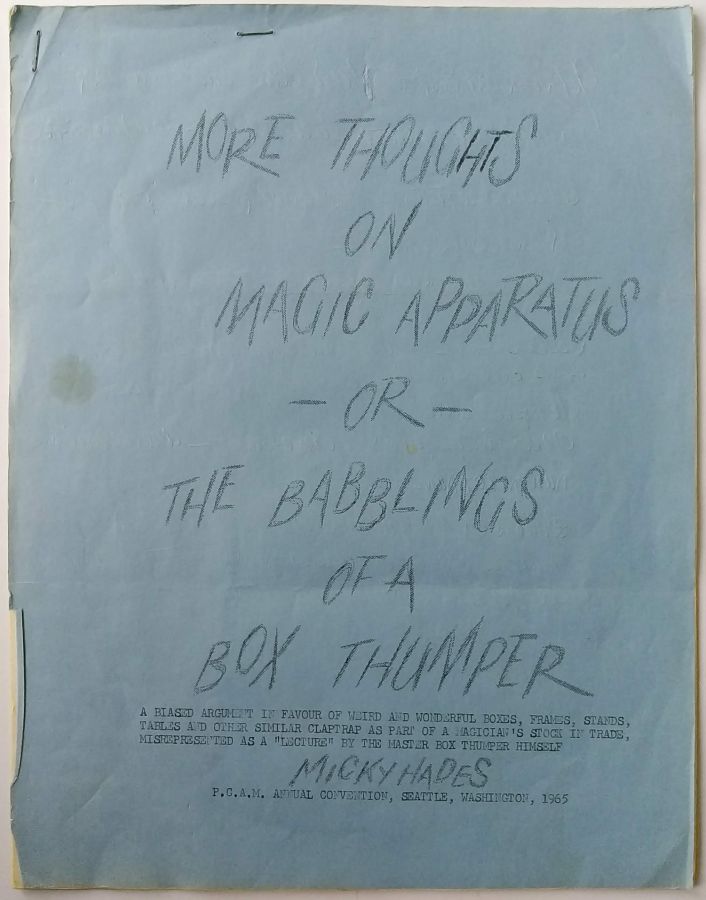 MORE THOUGHTS
ON
MAGIC APPARATUS
— OR —
THE BABBLINGS
OF A
BOX THUMPER
A BIASED ARGUMENT IN FAVOUR OF WEIRD AND WONDERFUL BOXES, FRAMES, STANDS,
TABLES AND OTHER SIMILAR CLAPTRAP AS PART OF A MAGICIAN'S STOCK IN TRADE,
MISREPRESENTED AS A "LECTURE" BY THE MASTER BOX THUMPER HIMSELF
MICKY HADES
P.C.A.M. ANNUAL CONVENTION, SEATTLE, WASHINGTON, 1965